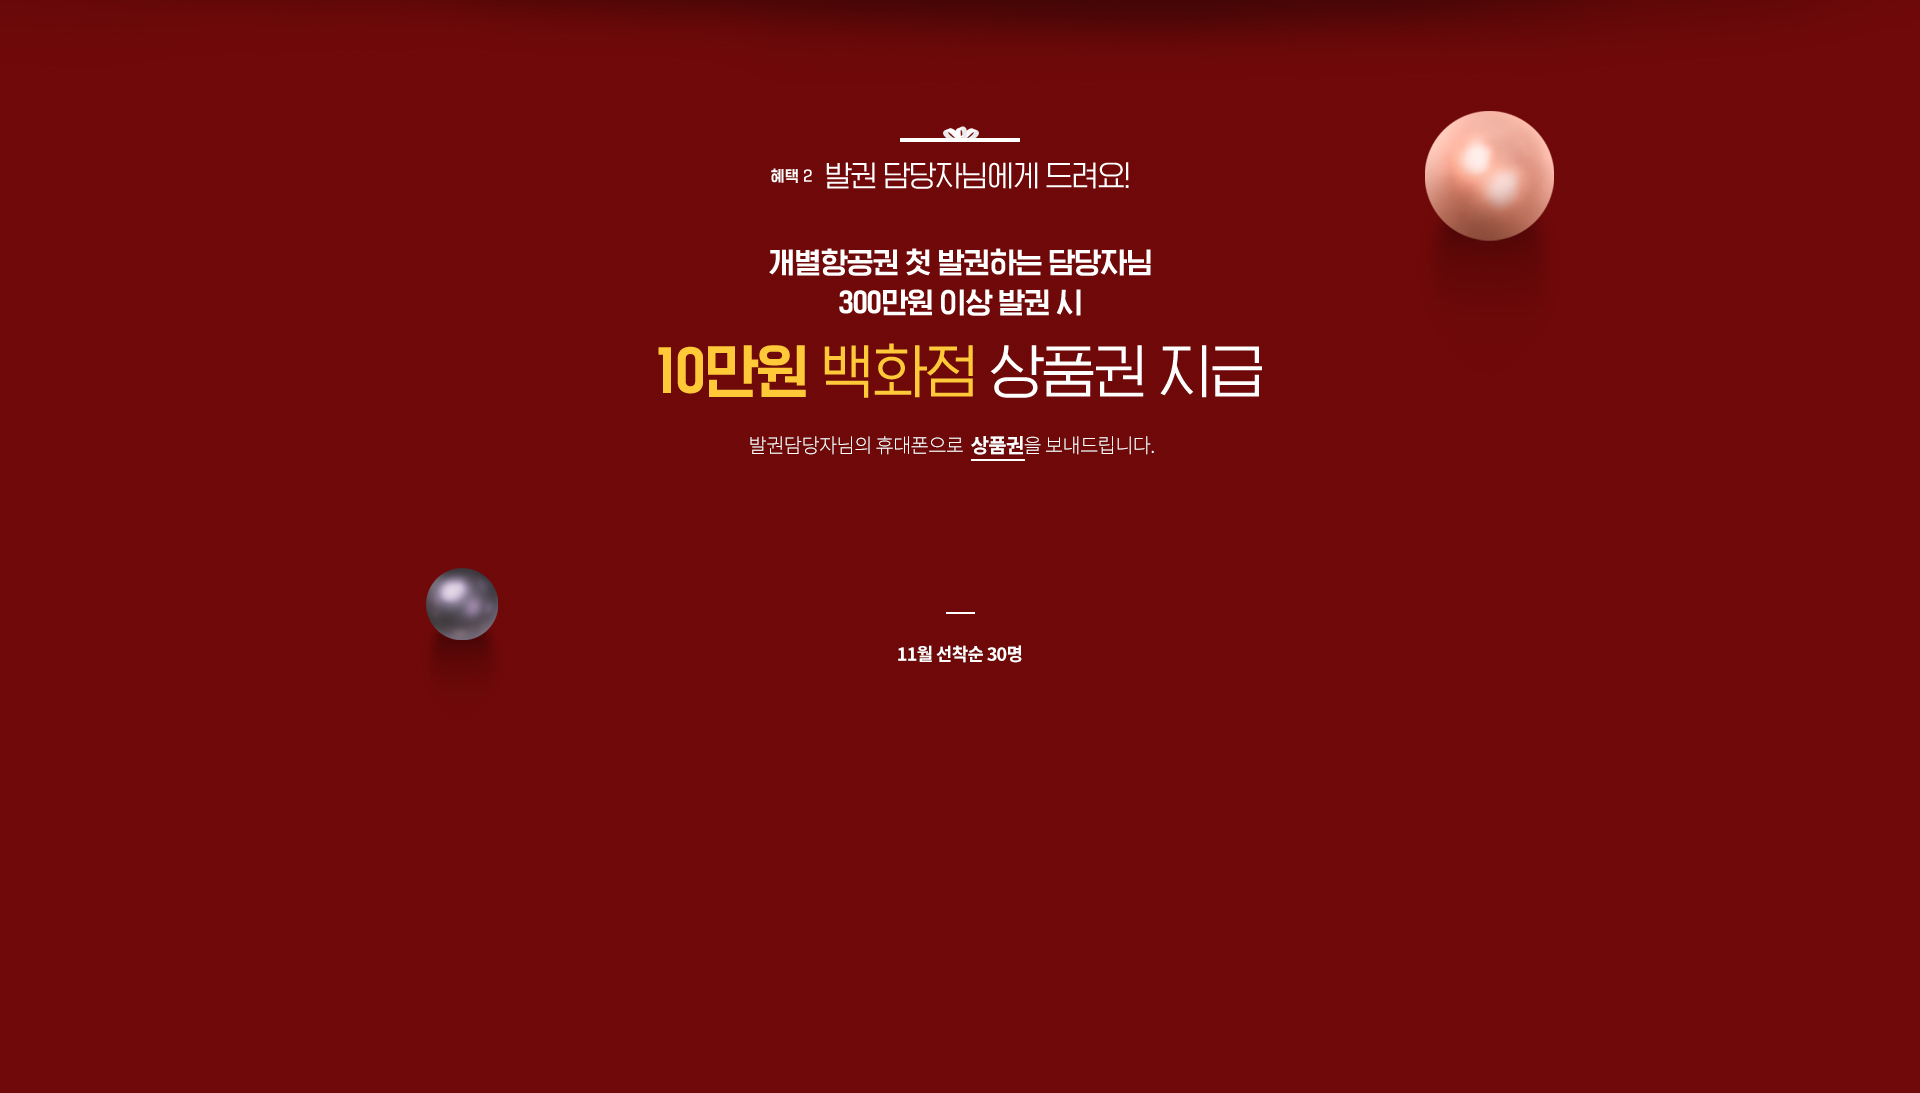 혜택 2 발권 담당자님에게 드려요!
개별항공권 첫 발권하는 담당자님
300만원 이상 발권 시
10만원 백화점 상품권 지급
발권담당자님의 휴대폰으로 상품권을 보내드립니다.
11월 선착순 30명